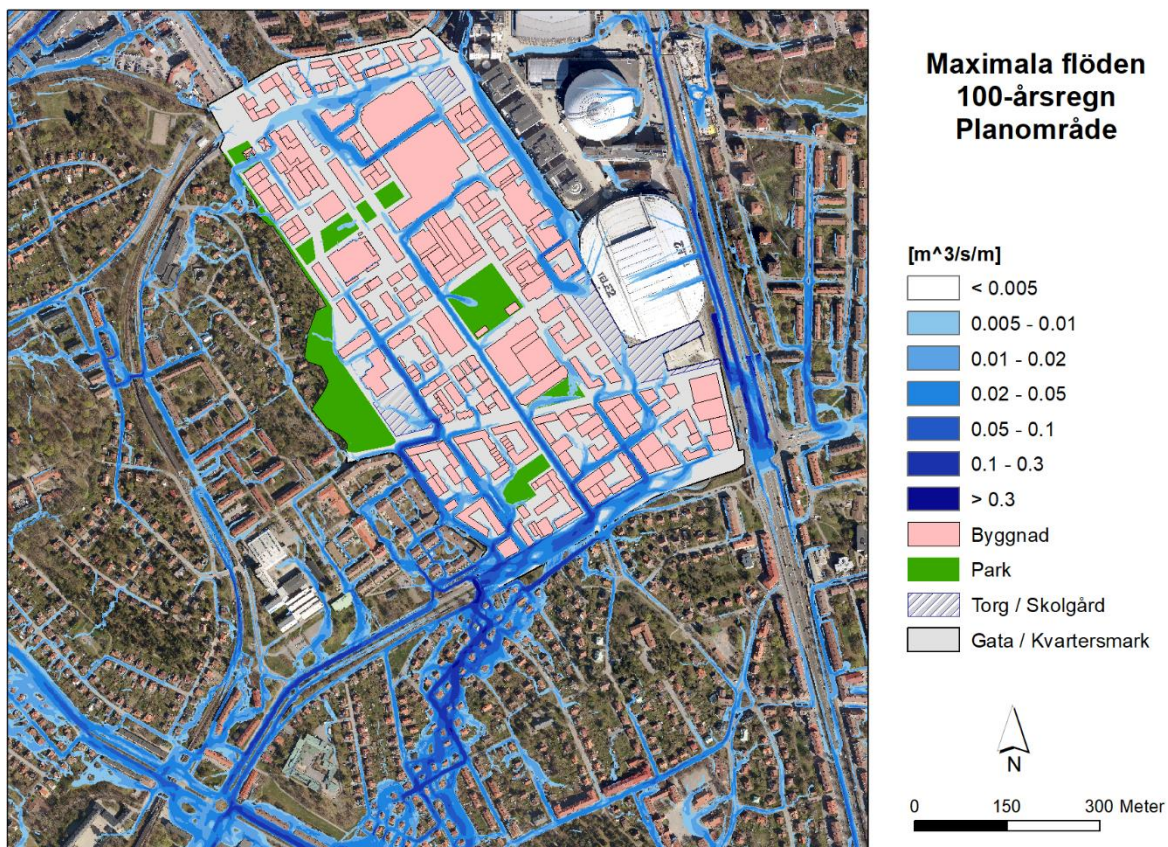 Maximala flöden
100-årsregn
Planområde
[m^3/s/m]
< 0.005
0.005 - 0.01
0.01 - 0.02
0.02 - 0.05
0.05 - 0.1
0.1 - 0.3
> 0.3
Byggnad
Park
Torg / Skolgård
Gata / Kvartersmark
N
0 150 300 Meter
TELE2
TELE2